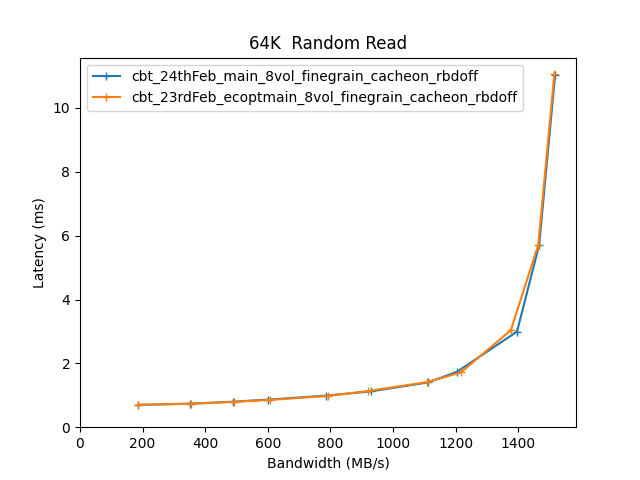 64K  Random Read
cbt_24thFeb_main_8vol_finegrain_cacheon_rbdoff
cbt_23rdFeb_ecoptmain_8vol_finegrain_cacheon_rbdoff
Latency (ms)
10
8
6
4
2
0
0 200 400 600 800 1000 1200 1400
Bandwidth (MB/s)